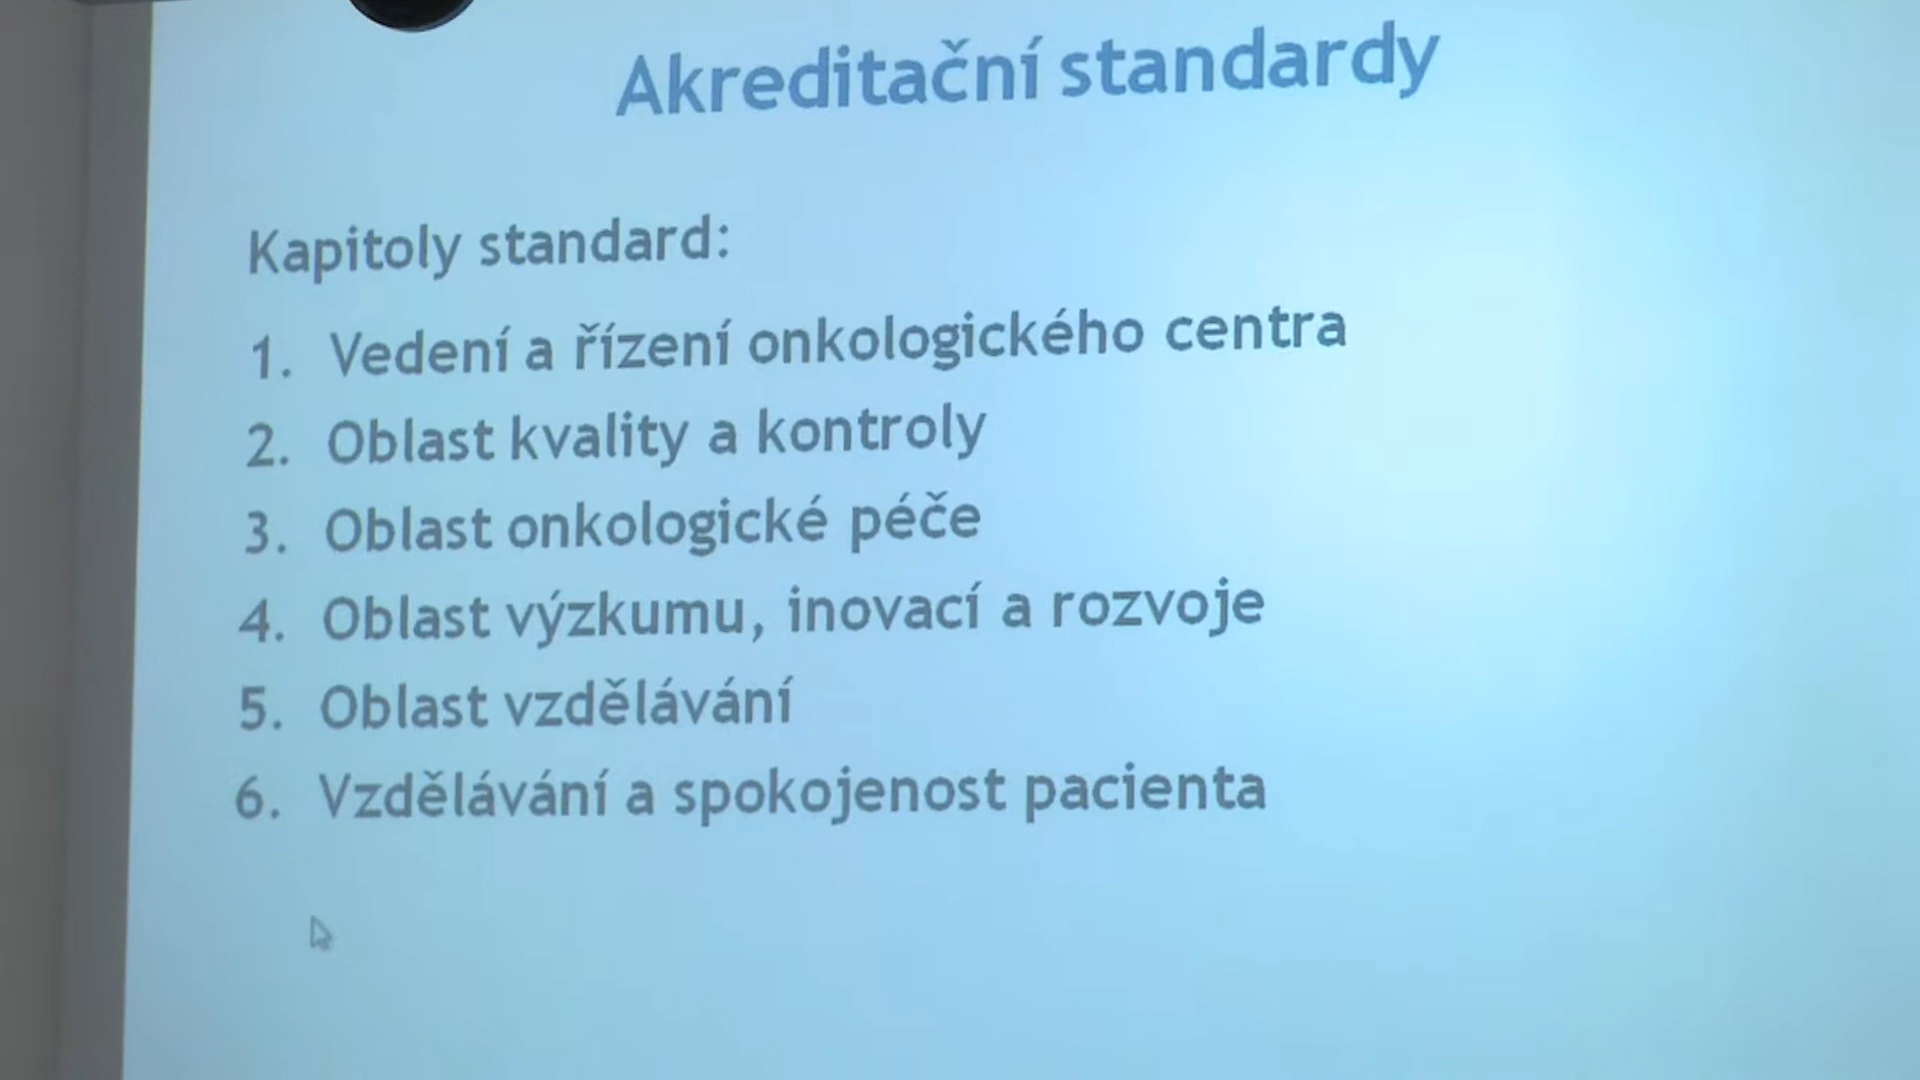 Akreditační standardy
Kapitoly standard:
1. Vedení a řízení onkologického centra
2. Oblast kvality a kontroly
3. Oblast onkologické péče
4. Oblast výzkumu, inovací a rozvoje
5. Oblast vzdělávání
6. Vzdělávání a spokojenost pacienta